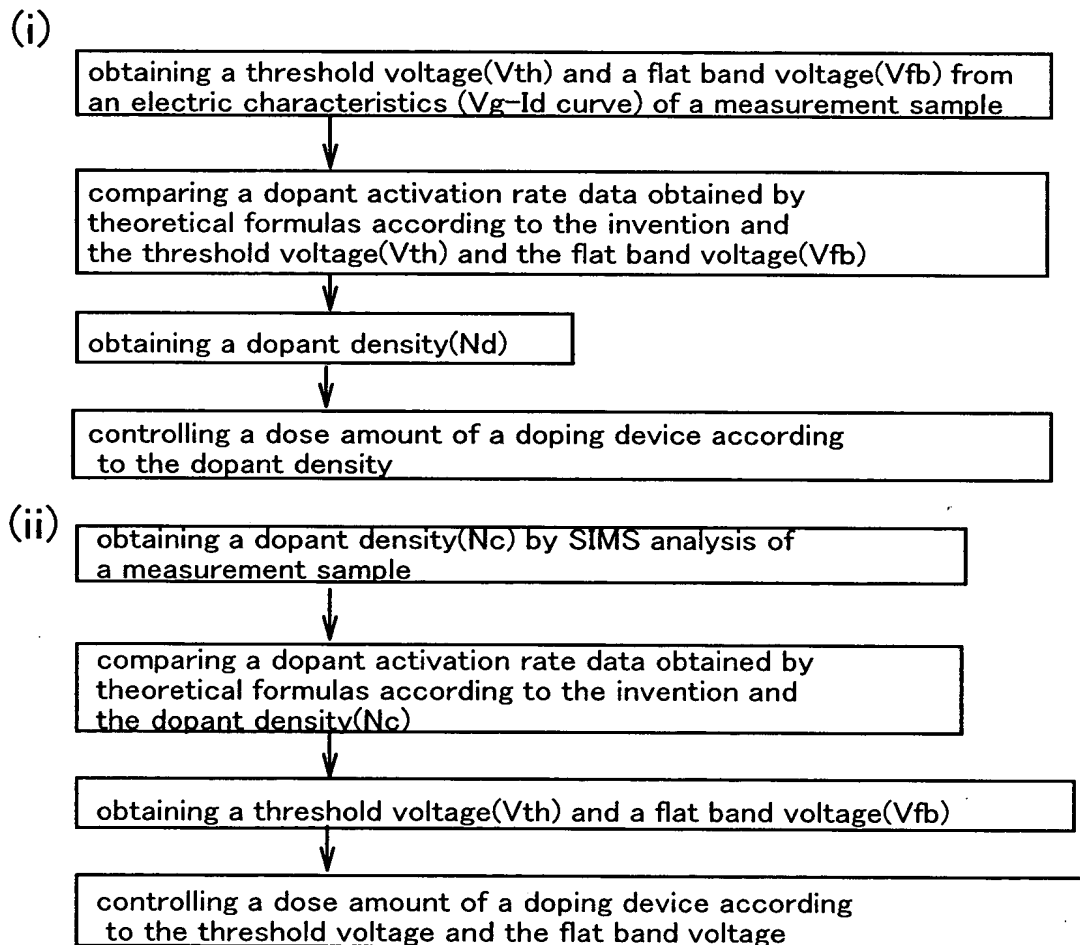 (i)
obtaining a threshold voltage(Vth) and a flat band voltage(Vfb) from
an electric characteristics (Vg-Id curve) of a measurement sample
comparing a dopant activation rate data obtained by
theoretical formulas according to the invention and
the threshold voltage(Vth) and the flat band voltage(Vfb)
obtaining a dopant density(Nd)
controlling a dose amount of a doping device according
to the dopant density
(ii)
obtaining a dopant density(Nc) by SIMS analysis of
a measurement sample
comparing a dopant activation rate data obtained by
theoretical formulas according to the invention and
the dopant density(Nc)
obtaining a threshold voltage(Vth) and a flat band voltage(Vfb)
controlling a dose amount of a doping device according
to the threshold voltage and the flat band voltage